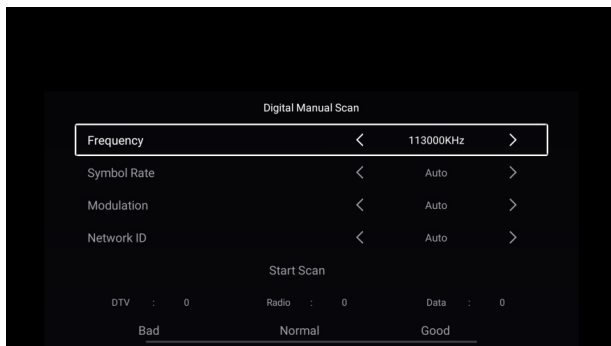 Digital Manual Scan
Frequency < 113000KHz >
Symbol Rate < Auto >
Modulation < Auto >
Network ID < Auto >
Start Scan
DTV : 0 Radio : 0 Data : 0
Bad Normal Good